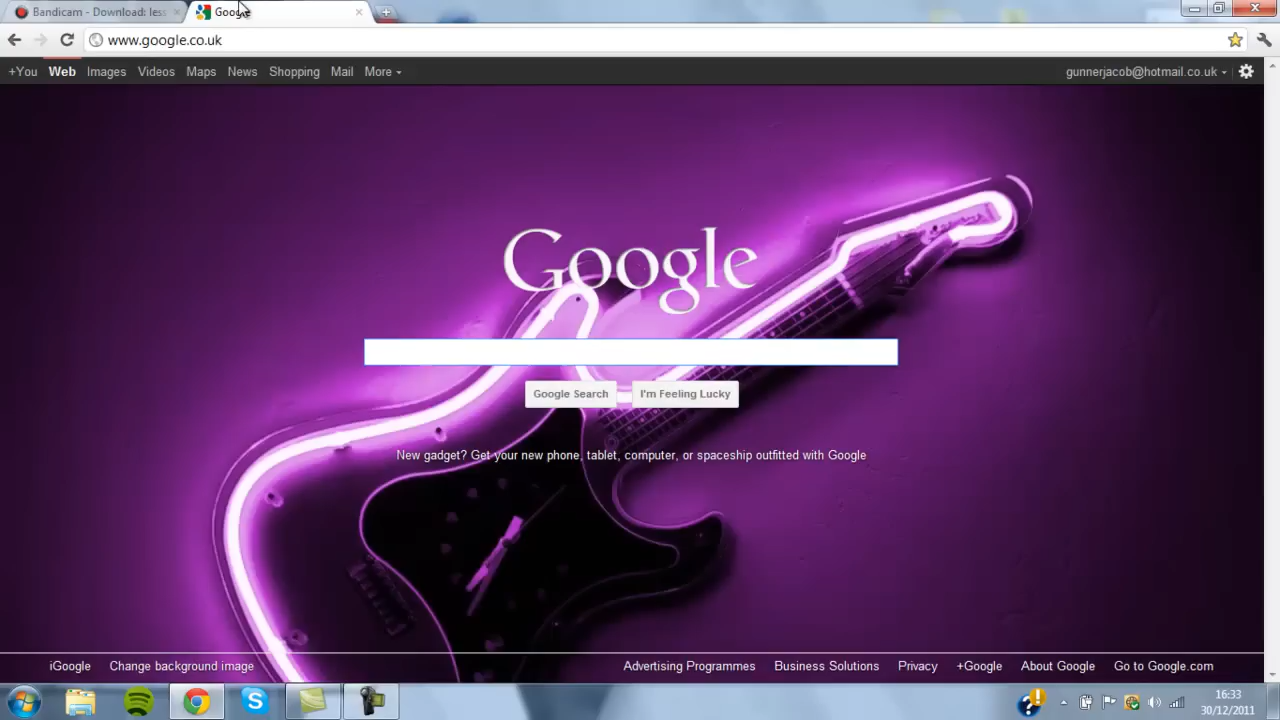 Bandicam - Download: less
Google
www.google.co.uk
+You Web Images Videos Maps News Shopping Mail More
gunnerjacob@hotmail.co.uk
Google
Google Search I'm Feeling Lucky
New gadget? Get your new phone, tablet, computer, or spaceship outfitted with Google
iGoogle Change background image Advertising Programmes Business Solutions Privacy +Google About Google Go to Google.com
16:33
30/12/2011